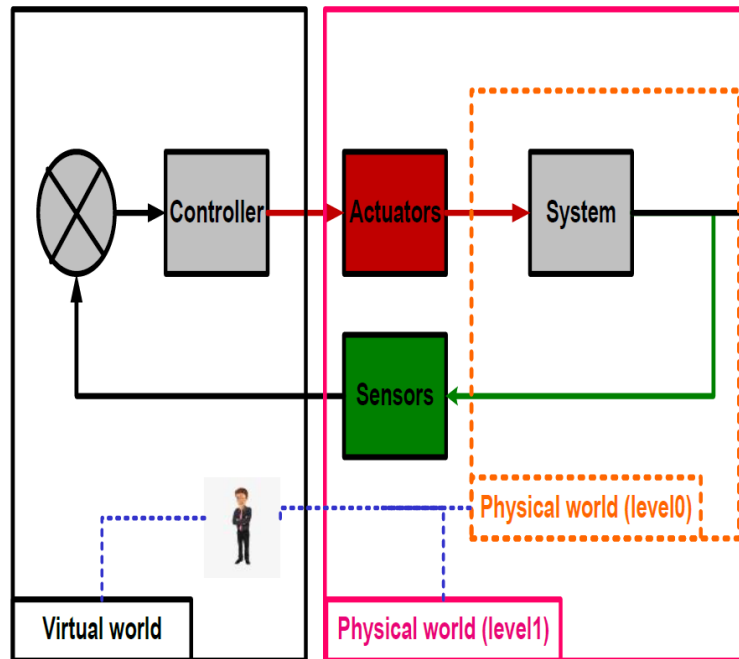 Controller
Actuators
System
Sensors
Physical world (level0)
Virtual world
Physical world (level1)